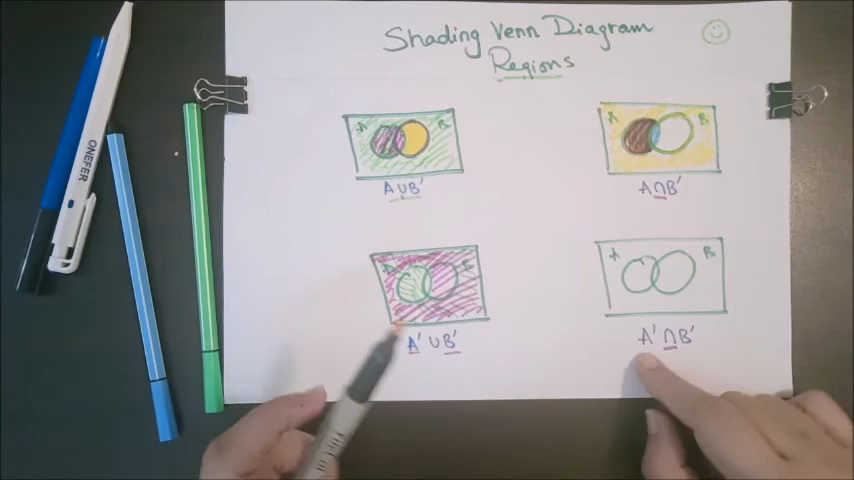 Shading Venn Diagram
Regions
A B
A B
A∪B'
A∩B'
A B
A B
A'∪B'
A'∩B'
ONEFER